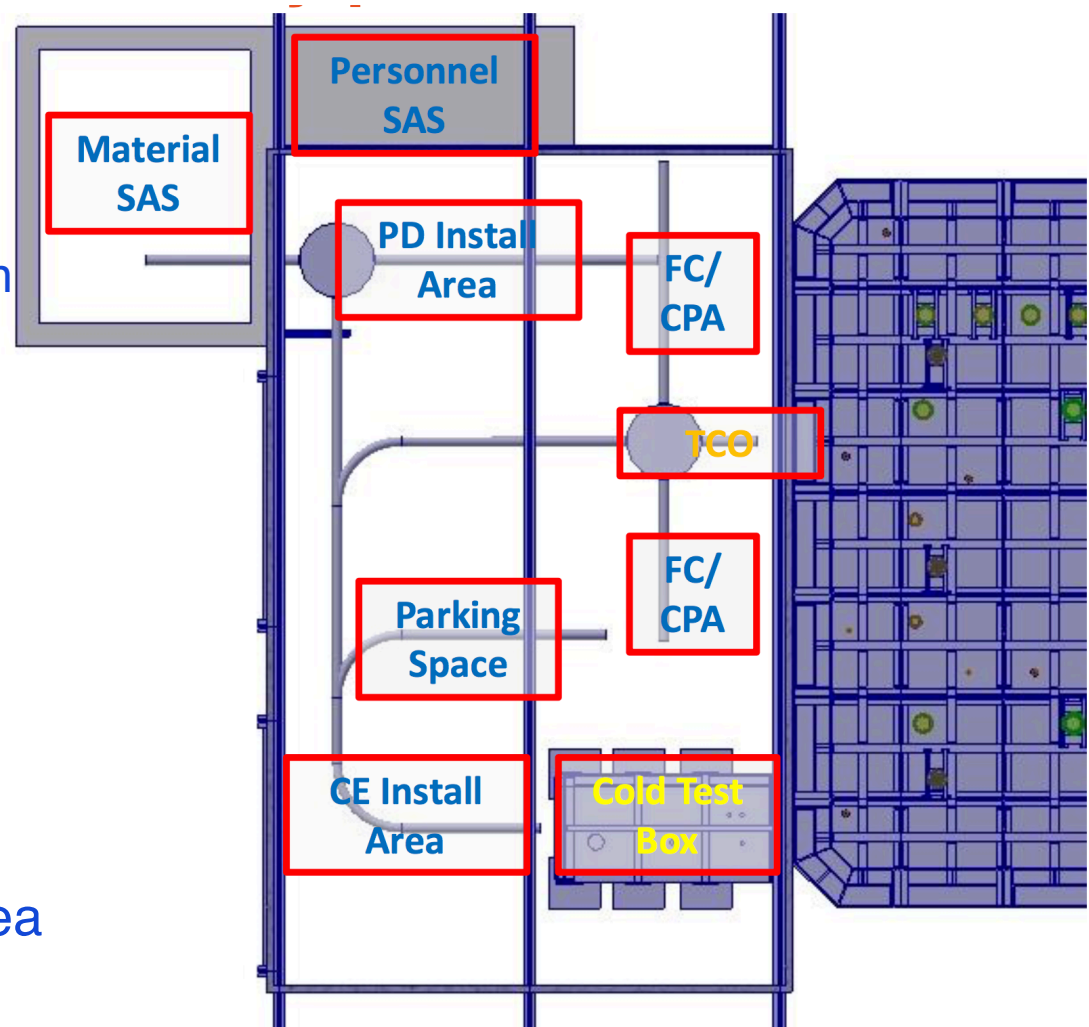 Personnel
SAS
Material
SAS
PD Install
Area
FC/
CPA
TCO
FC/
CPA
Parking
Space
CE Install
Area
Cold Test
Box